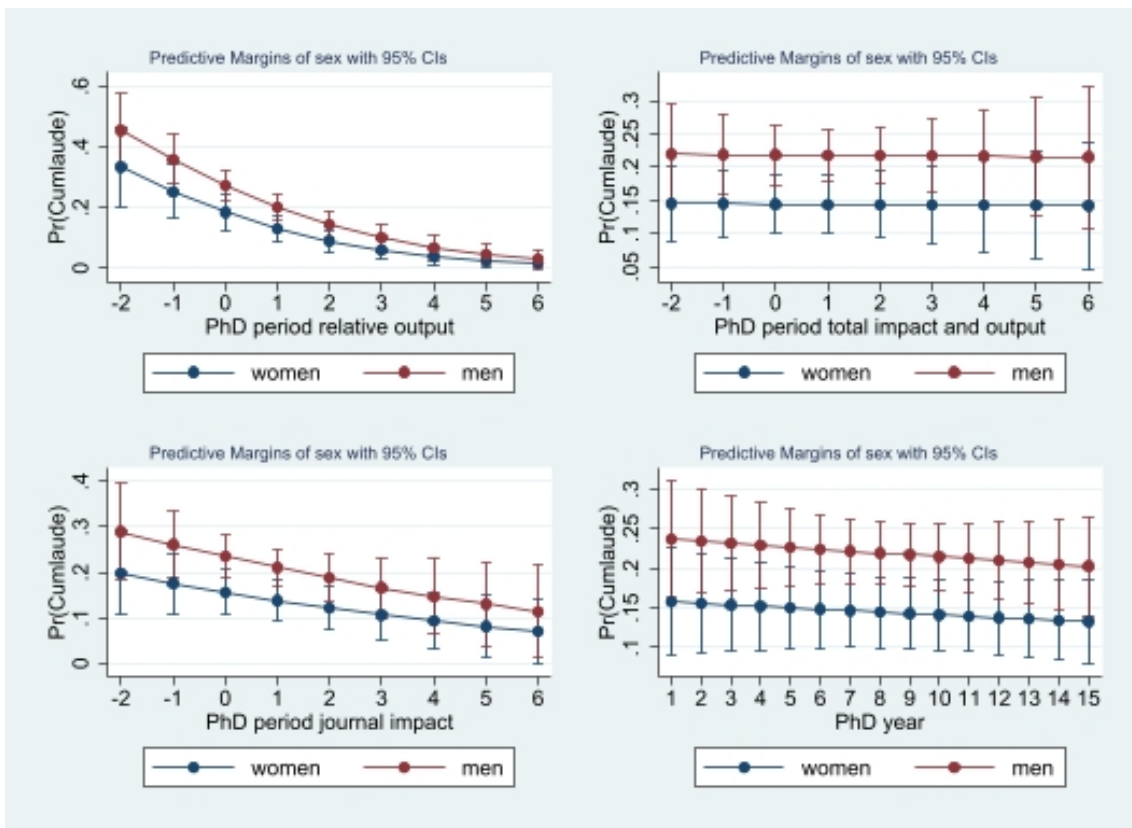 Predictive Margins of sex with 95% CIs
Pr(Cumlaude)
.6
.4
.2
0
-2 -1 0 1 2 3 4 5 6
PhD period relative output
women men
Predictive Margins of sex with 95% CIs
Pr(Cumlaude)
.3
.25
.2
.15
.1
.05
-2 -1 0 1 2 3 4 5 6
PhD period total impact and output
women men
Predictive Margins of sex with 95% CIs
Pr(Cumlaude)
.4
.3
.2
.1
0
-2 -1 0 1 2 3 4 5 6
PhD period journal impact
women men
Predictive Margins of sex with 95% CIs
Pr(Cumlaude)
.3
.25
.2
.15
.1
1 2 3 4 5 6 7 8 9 10 11 12 13 14 15
PhD year
women men